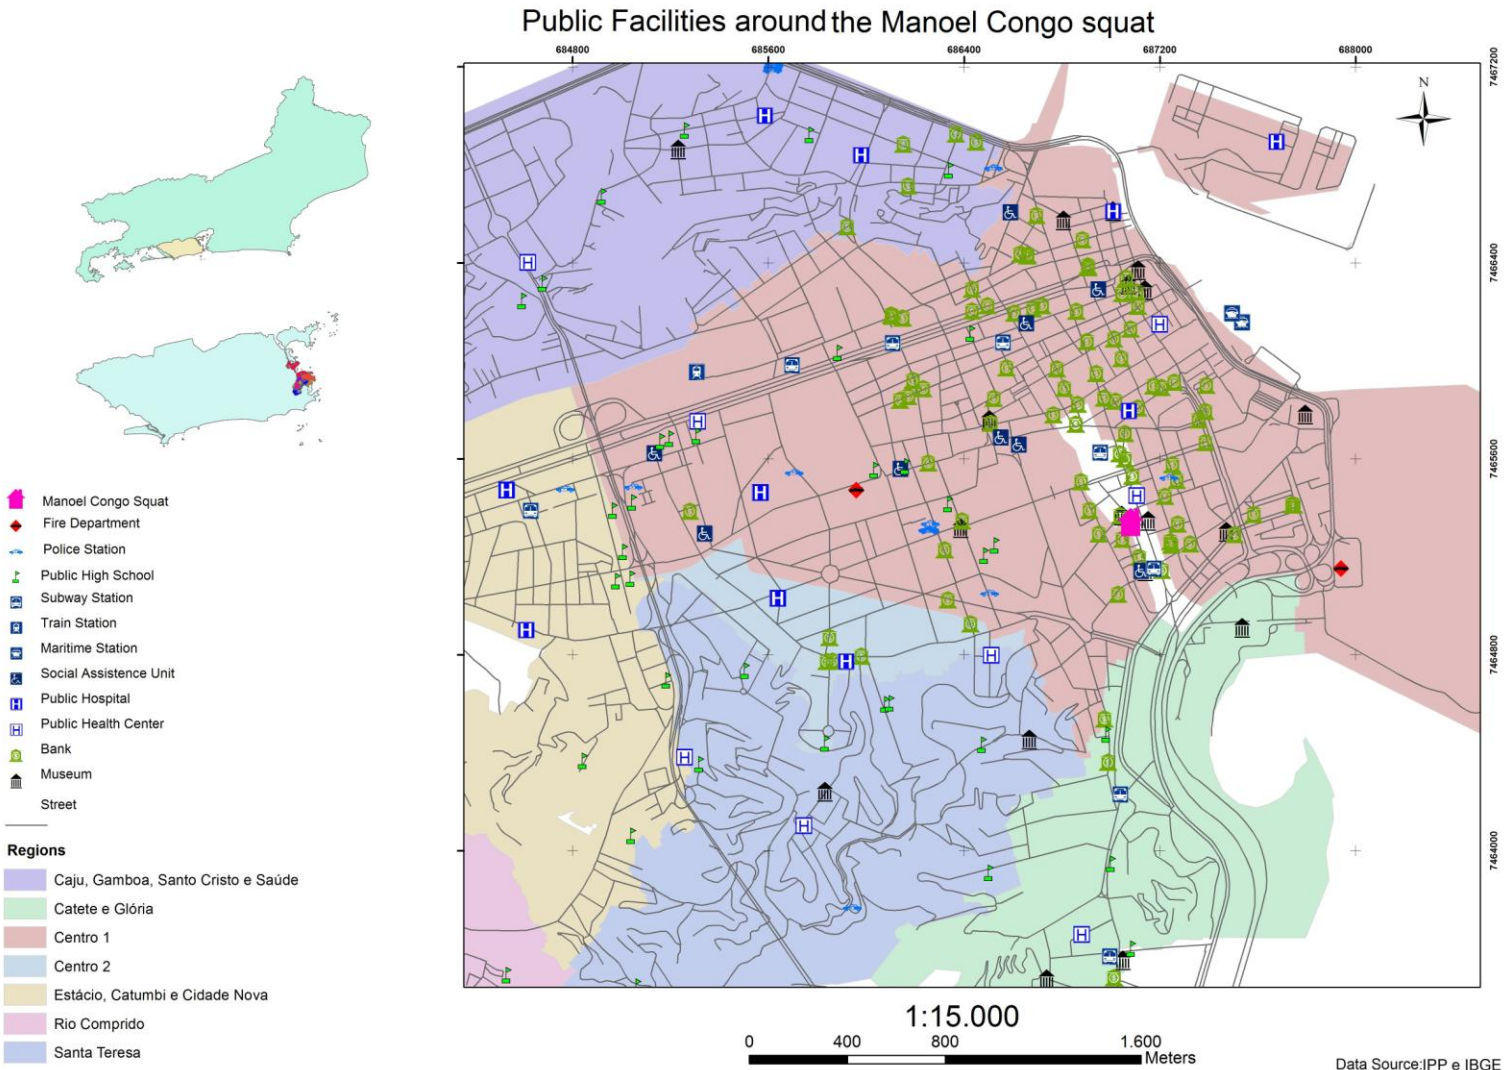 Public Facilities around the Manoel Congo squat
684800 685600 686400 687200 688000
7467200
7466400
7465600
7464800
7464000
N
Manoel Congo Squat
Fire Department
Police Station
Public High School
Subway Station
Train Station
Maritime Station
Social Assistence Unit
Public Hospital
Public Health Center
Bank
Museum
Street
Regions
Caju, Gamboa, Santo Cristo e Saúde
Catete e Glória
Centro 1
Centro 2
Estácio, Catumbi e Cidade Nova
Rio Comprido
Santa Teresa
1:15.000
0 400 800 1.600
Meters
Data Source:IPP e IBGE